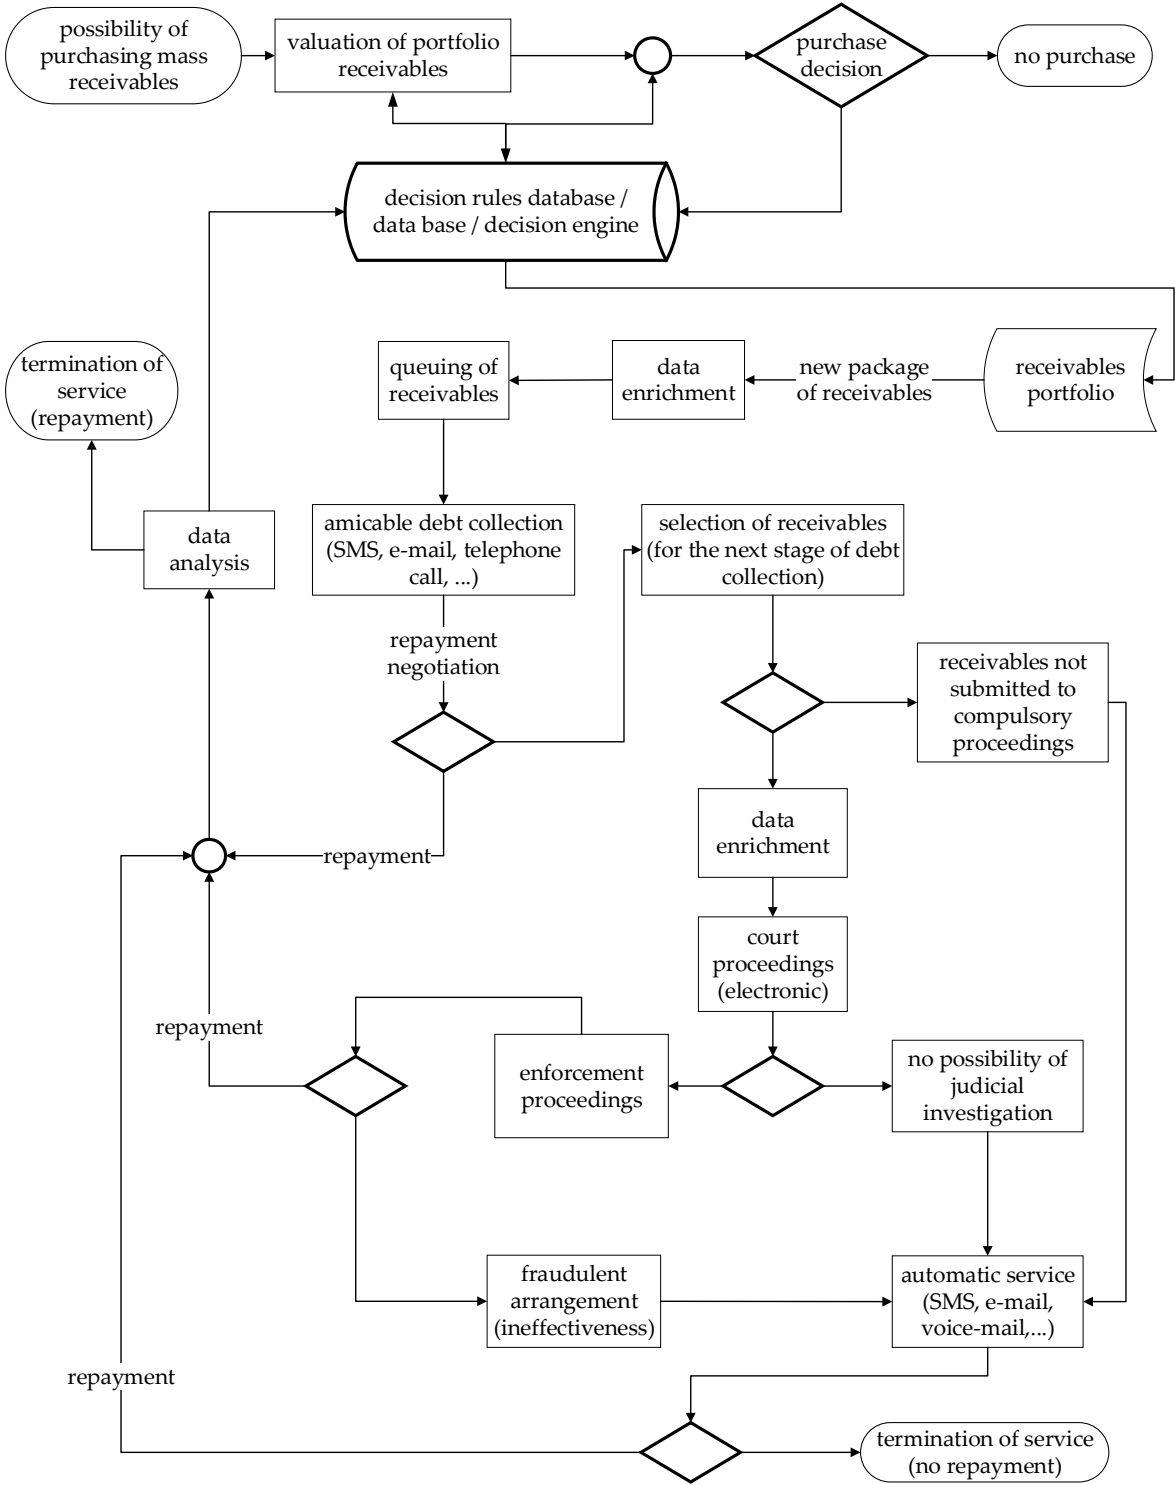 possibility of
purchasing mass
receivables
valuation of portfolio
receivables
purchase
decision
no purchase
decision rules database /
data base / decision engine
termination of
service
(repayment)
queuing of
receivables
data
enrichment
new package
of receivables
receivables
portfolio
data
analysis
amicable debt collection
(SMS, e-mail, telephone
call, ...)
selection of receivables
(for the next stage of debt
collection)
repayment
negotiation
receivables not
submitted to
compulsory
proceedings
data
enrichment
repayment
court
proceedings
(electronic)
repayment
enforcement
proceedings
no possibility of
judicial
investigation
fraudulent
arrangement
(ineffectiveness)
automatic service
(SMS, e-mail,
voice-mail,...)
repayment
termination of service
(no repayment)